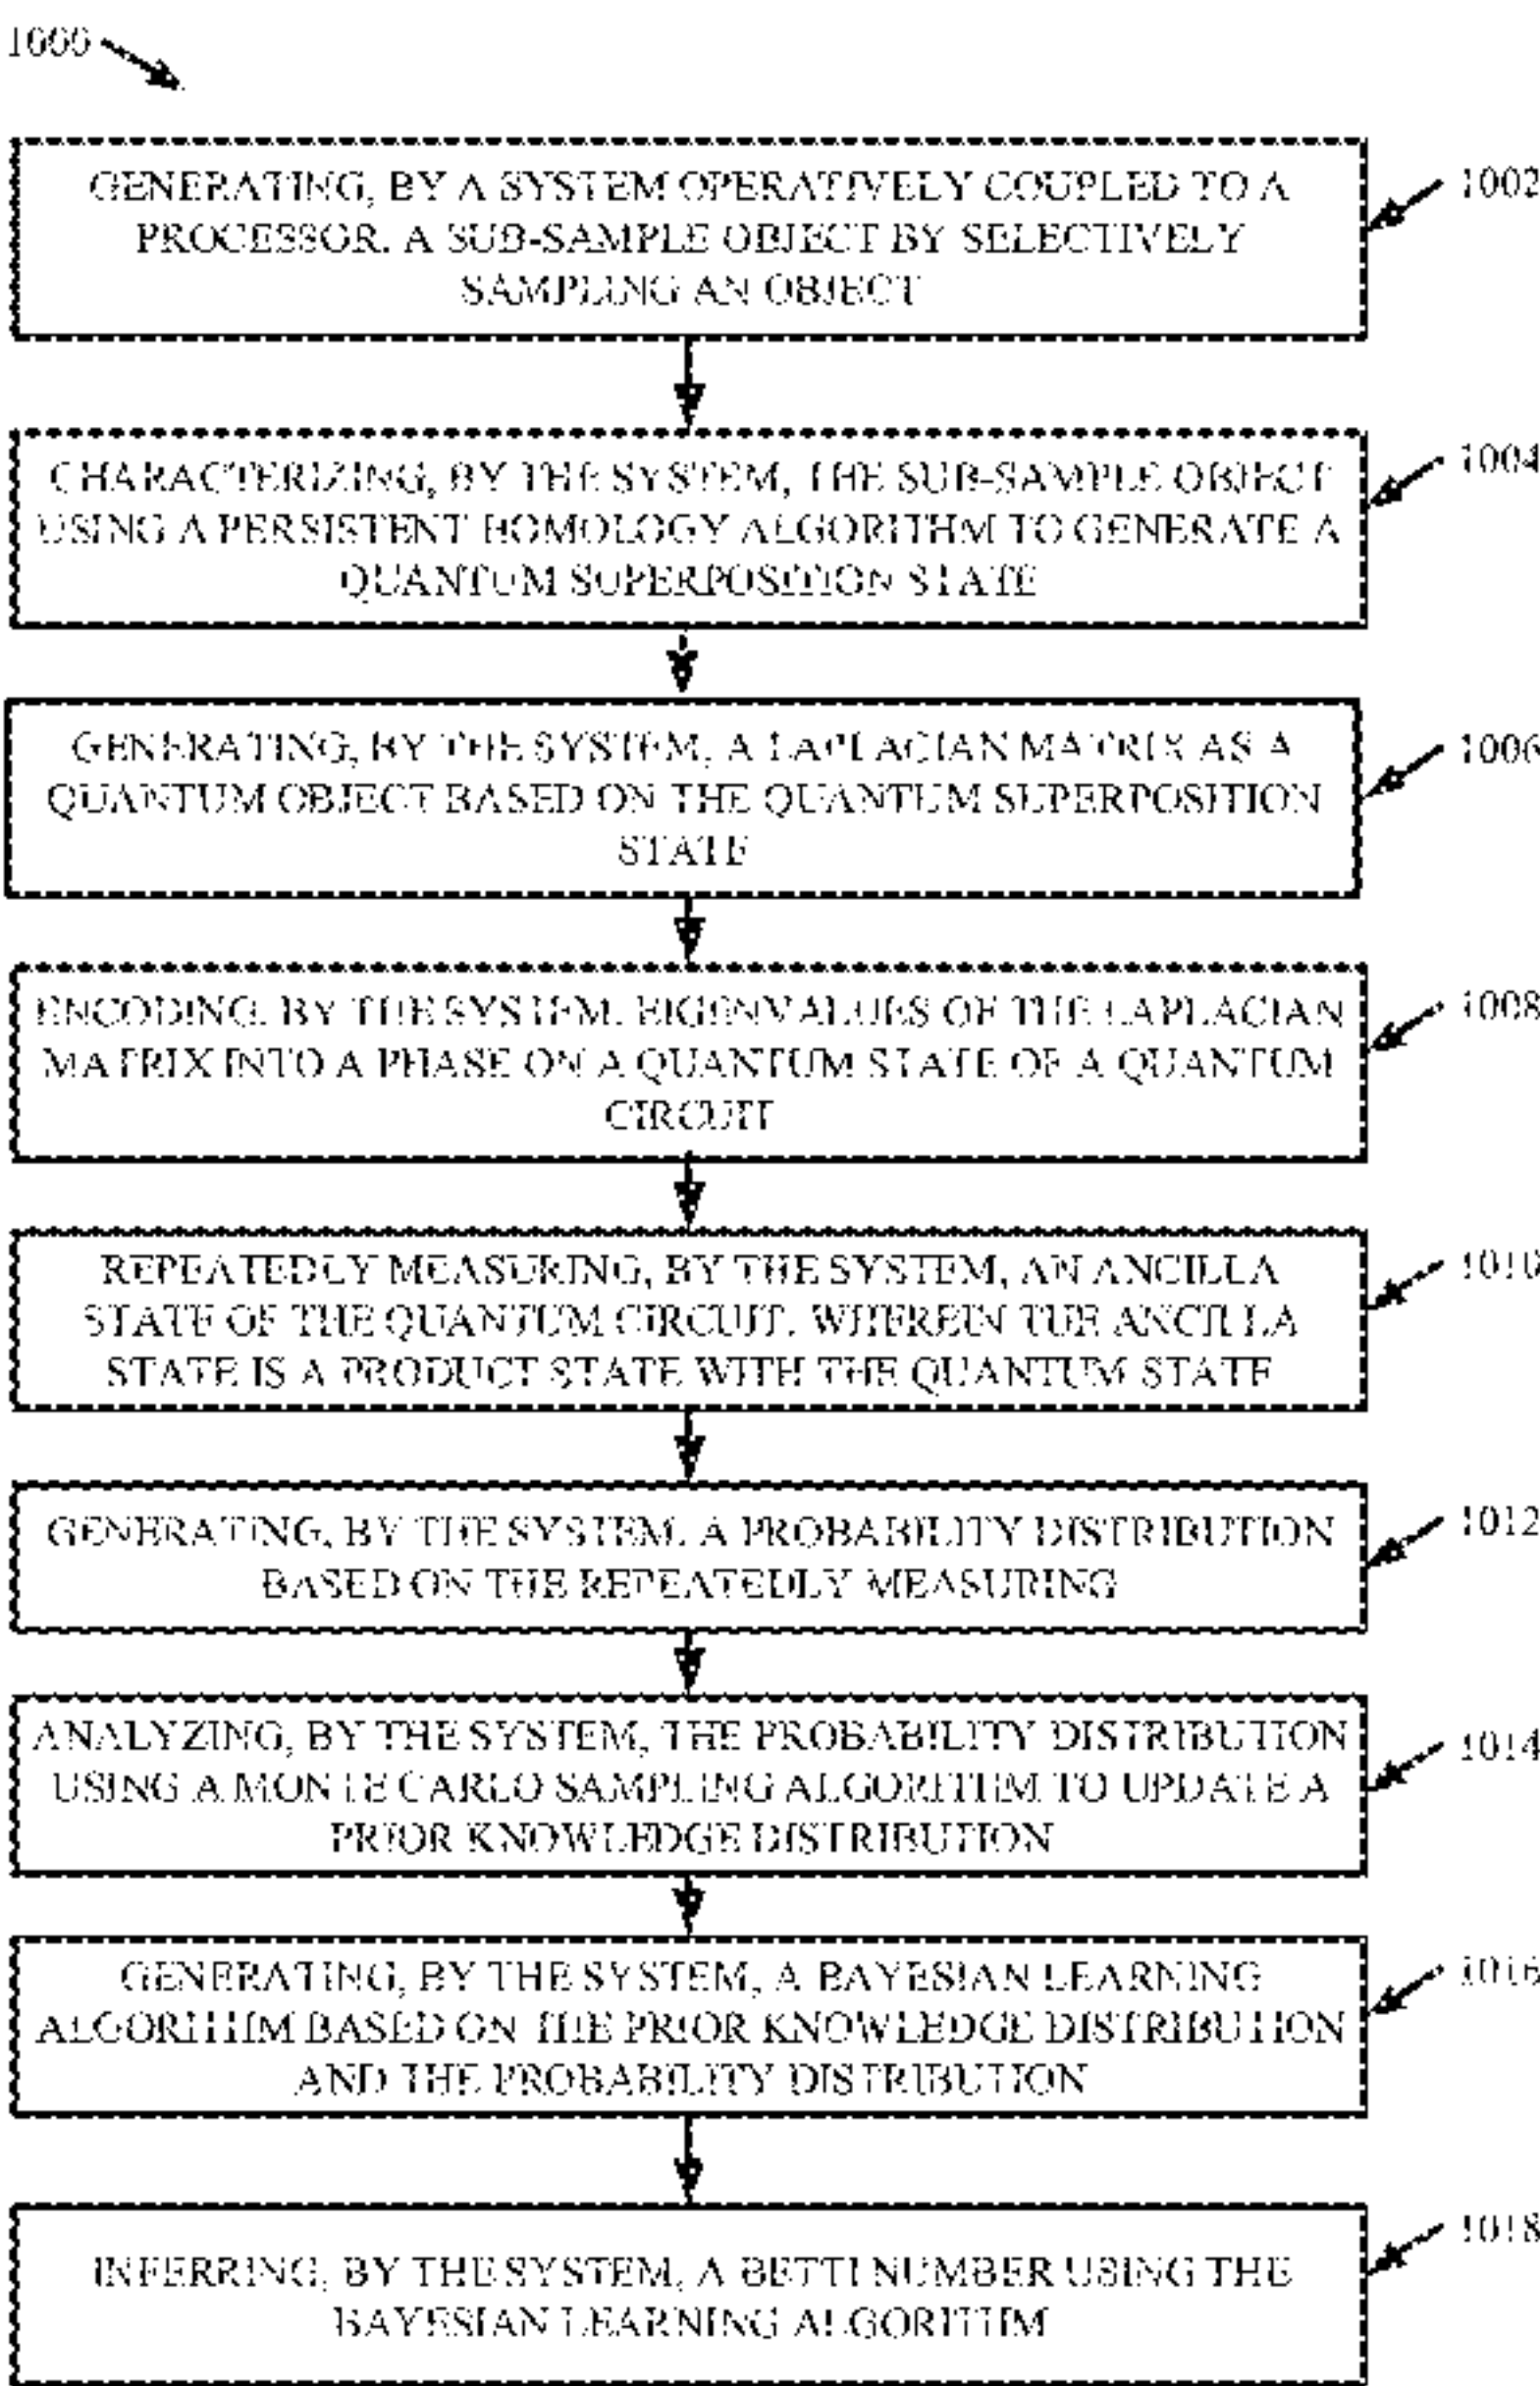 1000
GENERATING, BY A SYSTEM OPERATIVELY COUPLED TO A
PROCESSOR, A SUB-SAMPLE OBJECT BY SELECTIVELY
SAMPLING AN OBJECT
1002
CHARACTERIZING, BY THE SYSTEM, THE SUB-SAMPLE OBJECT
USING A PERSISTENT HOMOLOGY ALGORITHM TO GENERATE A
QUANTUM SUPERPOSITION STATE
1004
GENERATING, BY THE SYSTEM, A LAPLACIAN MATRIX AS A
QUANTUM OBJECT BASED ON THE QUANTUM SUPERPOSITION
STATE
1006
ENCODING, BY THE SYSTEM, EIGENVALUES OF THE LAPLACIAN
MATRIX INTO A PHASE ON A QUANTUM STATE OF A QUANTUM
CIRCUIT
1008
REPEATEDLY MEASURING, BY THE SYSTEM, AN ANCILLA
STATE OF THE QUANTUM CIRCUIT, WHEREIN THE ANCILLA
STATE IS A PRODUCT STATE WITH THE QUANTUM STATE
1010
GENERATING, BY THE SYSTEM, A PROBABILITY DISTRIBUTION
BASED ON THE REPEATEDLY MEASURING
1012
ANALYZING, BY THE SYSTEM, THE PROBABILITY DISTRIBUTION
USING A MONTE CARLO SAMPLING ALGORITHM TO UPDATE A
PRIOR KNOWLEDGE DISTRIBUTION
1014
GENERATING, BY THE SYSTEM, A BAYESIAN LEARNING
ALGORITHM BASED ON THE PRIOR KNOWLEDGE DISTRIBUTION
AND THE PROBABILITY DISTRIBUTION
1016
INFERRING, BY THE SYSTEM, A BETTI NUMBER USING THE
BAYESIAN LEARNING ALGORITHM
1018